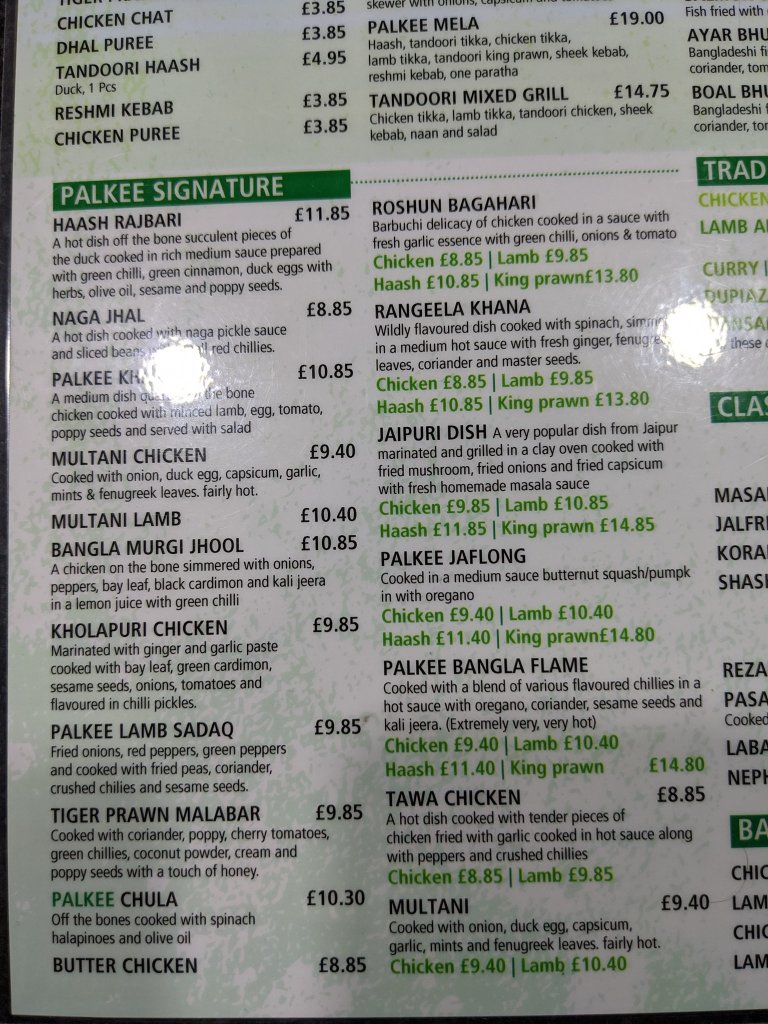 CHICKEN CHAT £3.85
DHAL PUREE £3.85
TANDOORI HAASH £4.95
Duck, 1 Pcs
RESHMI KEBAB £3.85
CHICKEN PUREE £3.85
£3.85
PALKEE MELA £19.00
Haash, tandoori tikka, chicken tikka,
lamb tikka, tandoori king prawn, sheek kebab,
reshmi kebab, one paratha
TANDOORI MIXED GRILL £14.75
Chicken tikka, lamb tikka, tandoori chicken, sheek
kebab, naan and salad
Fish fried with
AYAR BHU
Bangladeshi fi
coriander, tom
BOAL BHU
Bangladeshi f
coriander, tor
PALKEE SIGNATURE
HAASH RAJBARI £11.85
A hot dish off the bone succulent pieces of
the duck cooked in rich medium sauce prepared
with green chilli, green cinnamon, duck eggs with
herbs, olive oil, sesame and poppy seeds.
NAGA JHAL £8.85
A hot dish cooked with naga pickle sauce
and sliced beans red chillies.
PALKEE £10.85
A medium dish the bone
chicken cooked with minced lamb, egg, tomato,
poppy seeds and served with salad
MULTANI CHICKEN £9.40
Cooked with onion, duck egg, capsicum, garlic,
mints & fenugreek leaves. fairly hot.
MULTANI LAMB £10.40
BANGLA MURGI JHOOL £10.85
A chicken on the bone simmered with onions,
peppers, bay leaf, black cardimon and kali jeera
in a lemon juice with green chilli
KHOLAPURI CHICKEN £9.85
Marinated with ginger and garlic paste
cooked with bay leaf, green cardimon,
sesame seeds, onions, tomatoes and
flavoured in chilli pickles.
PALKEE LAMB SADAQ £9.85
Fried onions, red peppers, green peppers
and cooked with fried peas, coriander,
crushed chilies and sesame seeds.
TIGER PRAWN MALABAR £9.85
Cooked with coriander, poppy, cherry tomatoes,
green chillies, coconut powder, cream and
poppy seeds with a touch of honey.
PALKEE CHULA £10.30
Off the bones cooked with spinach
halapinoes and olive oil
BUTTER CHICKEN £8.85
ROSHUN BAGAHARI
Barbuchi delicacy of chicken cooked in a sauce with
fresh garlic essence with green chilli, onions & tomato
Chicken £8.85 | Lamb £9.85
Haash £10.85 | King prawn£13.80
RANGEELA KHANA
Wildly flavoured dish cooked with spinach,
in a medium hot sauce with fresh ginger,
leaves, coriander and master seeds.
Chicken £8.85 | Lamb £9.85
Haash £10.85 | King prawn £13.80
JAIPURI DISH A very popular dish from Jaipur
marinated and grilled in a clay oven cooked with
fried mushroom, fried onions and fried capsicum
with fresh homemade masala sauce
Chicken £9.85 | Lamb £10.85
Haash £11.85 | King prawn £14.85
PALKEE JAFLONG
Cooked in a medium sauce butternut squash/pumpk
in with oregano
Chicken £9.40 | Lamb £10.40
Haash £11.40 | King prawn£14.80
PALKEE BANGLA FLAME
Cooked with a blend of various flavoured chillies in a
hot sauce with oregano, coriander, sesame seeds and
kali jeera. (Extremely very, very hot)
Chicken £9.40 | Lamb £10.40
Haash £11.40 | King prawn £14.80
TAWA CHICKEN £8.85
A hot dish cooked with tender pieces of
chicken fried with garlic cooked in hot sauce along
with peppers and crushed chillies
Chicken £8.85 | Lamb £9.85
MULTANI £9.40
Cooked with onion, duck egg, capsicum,
garlic, mints and fenugreek leaves. fairly hot.
Chicken £9.40 | Lamb £10.40
TRAD
CHICKEN
LAMB A
CURRY |
DUPIAZ
these
CLAS
MASA
JALFR
KORA
SHAS
REZA
PASA
Cooked
LABA
NEPH
BA
CHIC
LAM
CHIC
LAM